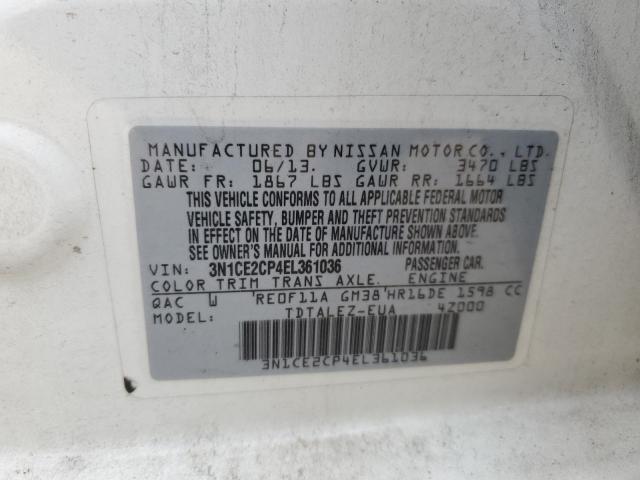 MANUFACTURED BY NISSAN MOTOR CO., LTD.
DATE: 06/13. GVWR: 3470 LBS
GAWR FR: 1867 LBS GAWR RR: 1664 LBS
THIS VEHICLE CONFORMS TO ALL APPLICABLE FEDERAL MOTOR
VEHICLE SAFETY, BUMPER AND THEFT PREVENTION STANDARDS
IN EFFECT ON THE DATE OF MANUFACTURE SHOWN ABOVE.
SEE OWNER'S MANUAL FOR ADDITIONAL INFORMATION.
VIN: 3N1CE2CP4EL361036 PASSENGER CAR.
COLOR TRIM TRANS AXLE. ENGINE
QAC W RE0F11A GM38 HR16DE 1598 CC
MODEL: TDTALEZ-EUA 4Z000
3N1CE2CP4EL361036